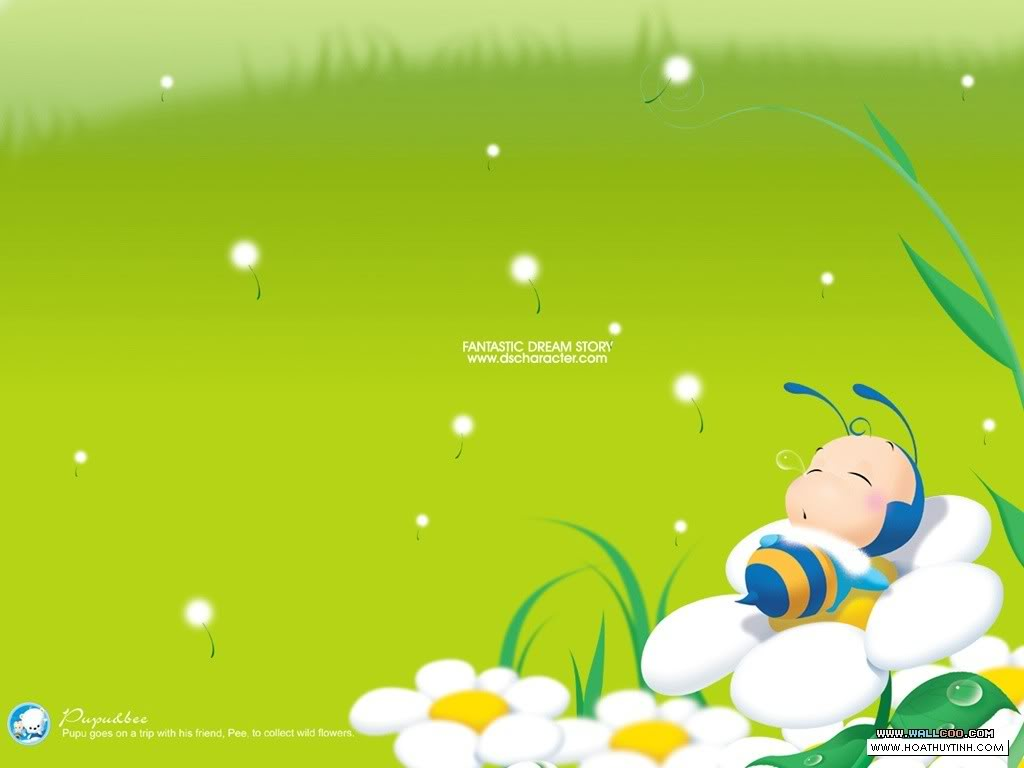 FANTASTIC DREAM STORY
www.dscharacter.com
Pupu&bee
Pupu goes on a trip with his friend, Pee, to collect wild flowers.
www.WALLCOO.COM
WWW.HOATHUYTINH.COM